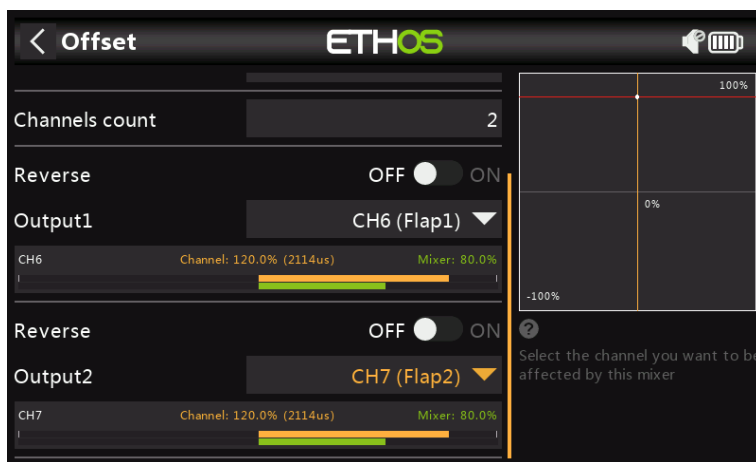 Offset
ETHOS
100%
Channels count
2
Reverse
OFF ON
0%
Output1
CH6 (Flap1)
CH6 Channel: 120.0% (2114us) Mixer: 80.0%
-100%
Reverse
OFF ON
?
Select the channel you want to be
affected by this mixer
Output2
CH7 (Flap2)
CH7 Channel: 120.0% (2114us) Mixer: 80.0%